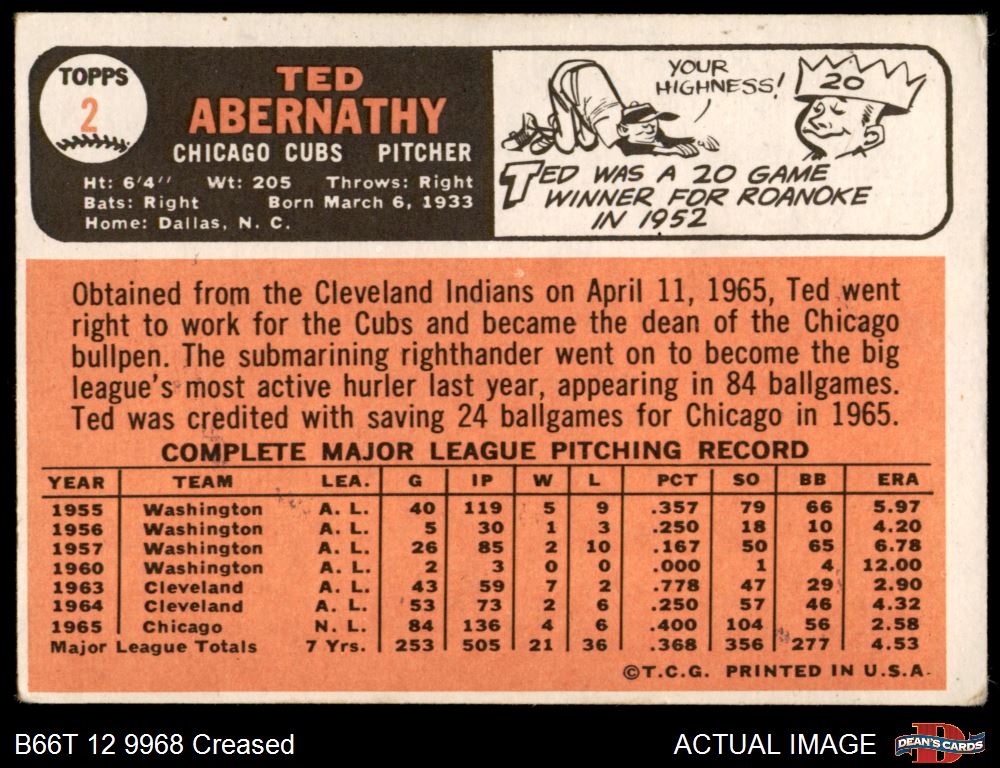 TOPPS
2
TED
ABERNATHY
CHICAGO CUBS PITCHER
Ht: 6'4" Wt: 205 Throws: Right
Bats: Right Born March 6, 1933
Home: Dallas, N. C.
YOUR
HIGHNESS!
20
TED WAS A 20 GAME
WINNER FOR ROANOKE
IN 1952
Obtained from the Cleveland Indians on April 11, 1965, Ted went
right to work for the Cubs and became the dean of the Chicago
bullpen. The submarining righthander went on to become the big
league's most active hurler last year, appearing in 84 ballgames.
Ted was credited with saving 24 ballgames for Chicago in 1965.
COMPLETE MAJOR LEAGUE PITCHING RECORD
YEAR TEAM LEA. G IP W L PCT SO BB ERA
1955 Washington A. L. 40 119 5 9 .357 79 66 5.97
1956 Washington A. L. 5 30 1 3 .250 18 10 4.20
1957 Washington A. L. 26 85 2 10 .167 50 65 6.78
1960 Washington A. L. 2 3 0 0 .000 1 4 12.00
1963 Cleveland A. L. 43 59 7 2 .778 47 29 2.90
1964 Cleveland A. L. 53 73 2 6 .250 57 46 4.32
1965 Chicago N. L. 84 136 4 6 .400 104 56 2.58
Major League Totals 7 Yrs. 253 505 21 36 .368 356 277 4.53
©T.C.G. PRINTED IN U.S.A.
B66T 12 9968 Creased
ACTUAL IMAGE
D
DEAN'S CARDS